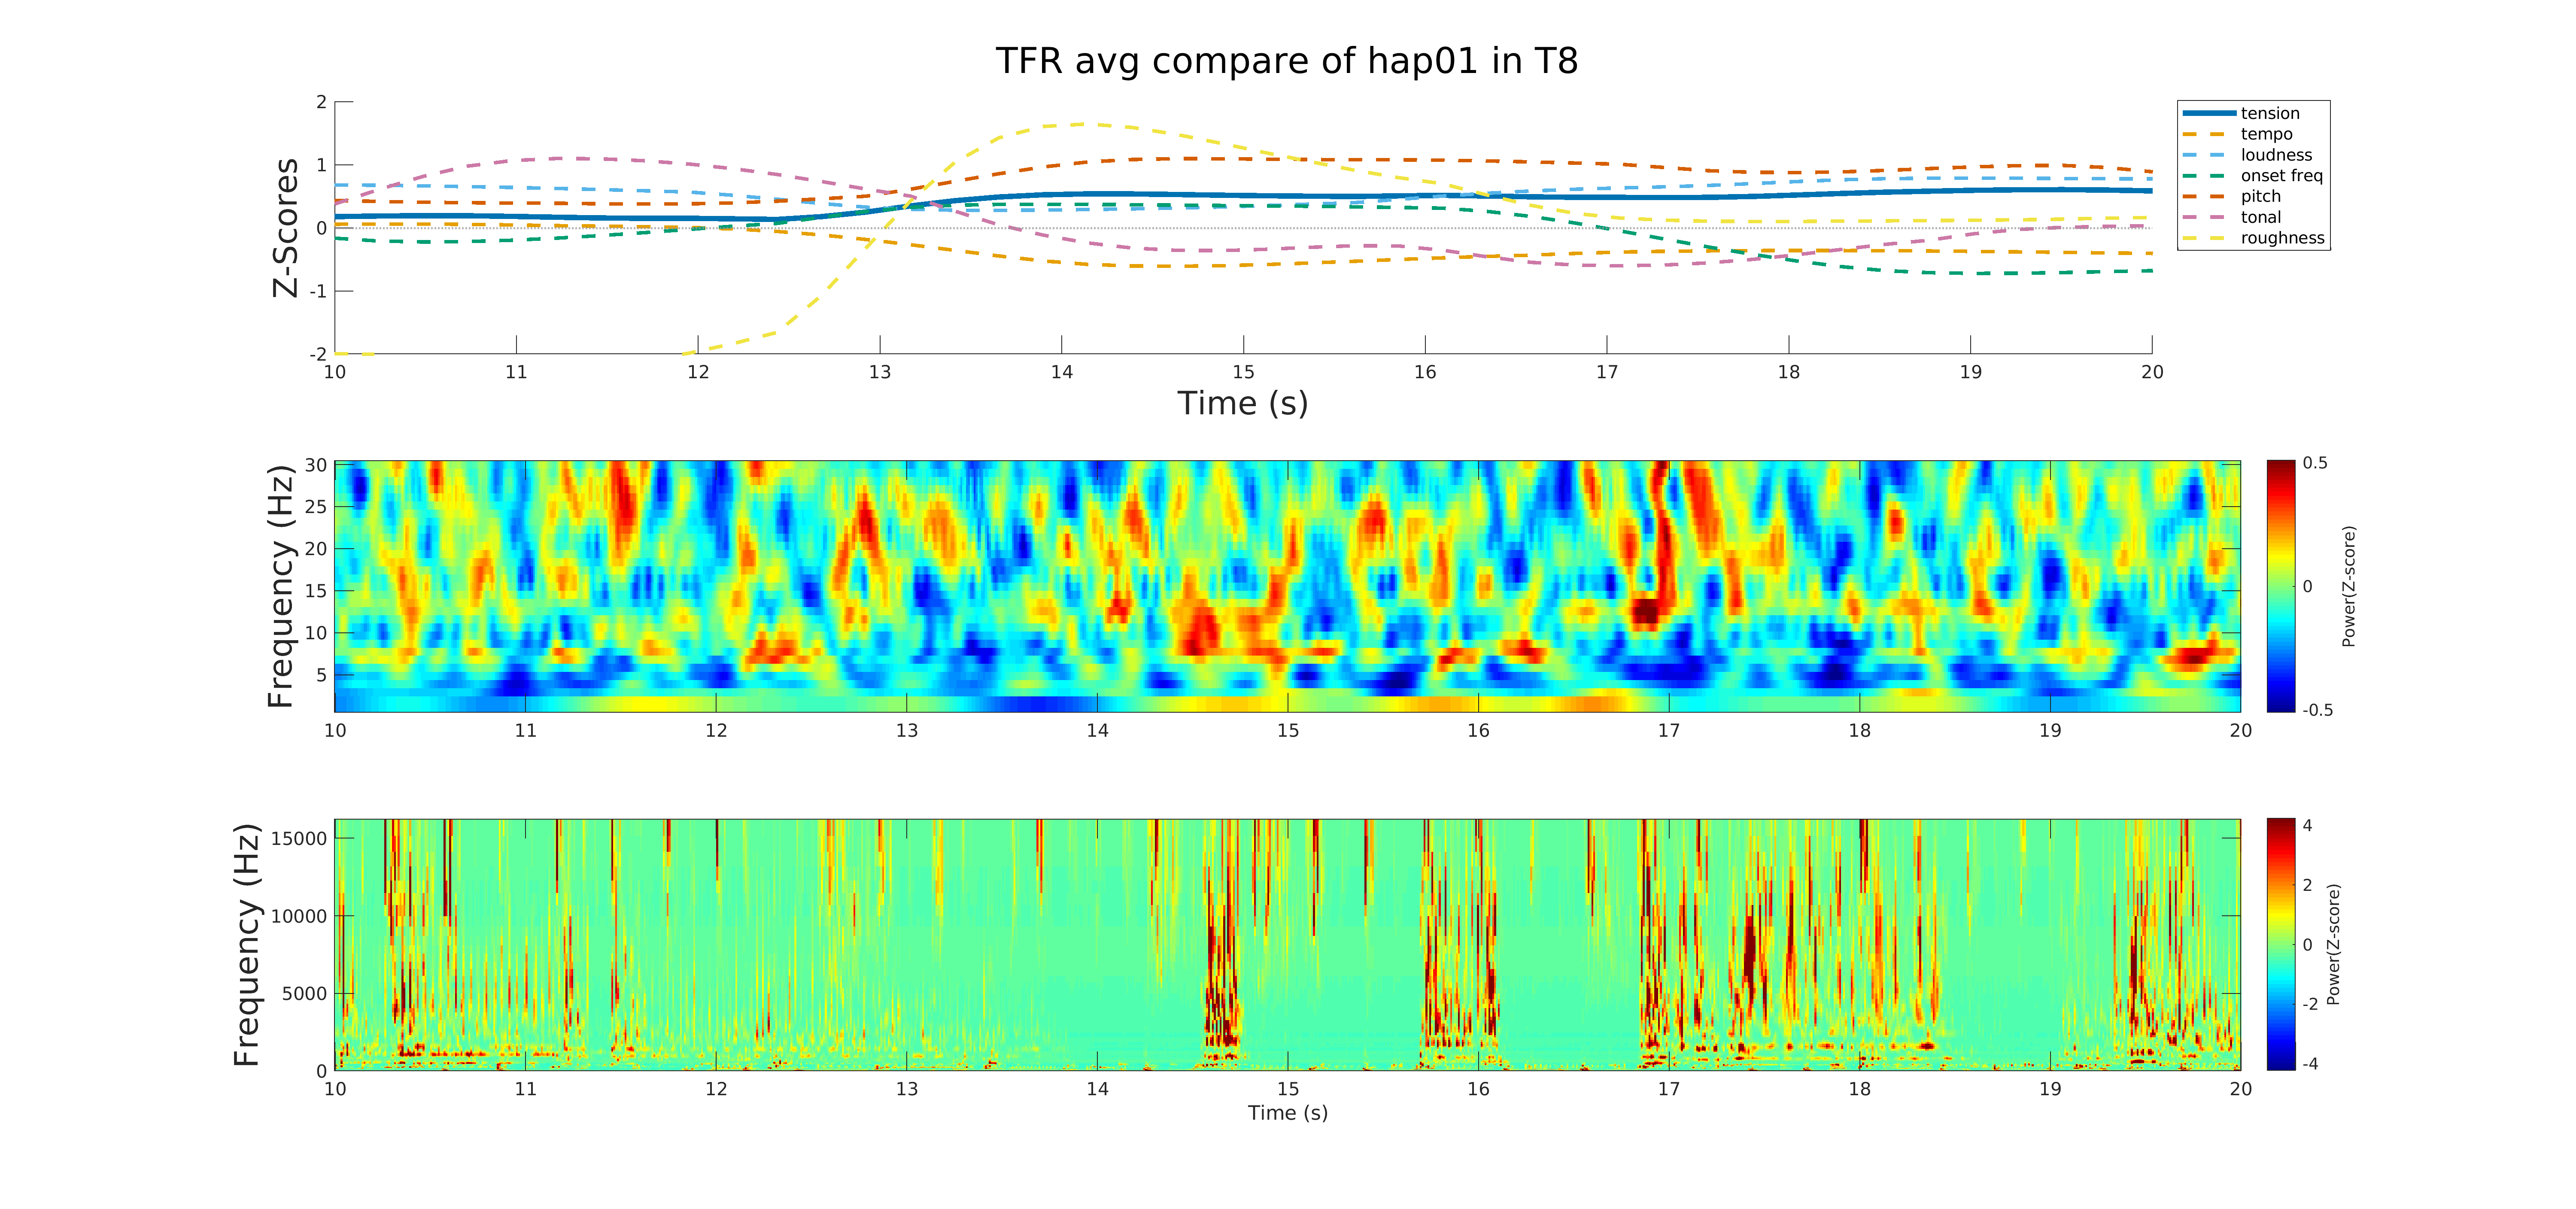 TFR avg compare of hap01 in T8
Z-Scores
2
1
0
-1
-2
10 11 12 13 14 15 16 17 18 19 20
Time (s)
tension
tempo
loudness
onset freq
pitch
tonal
roughness
Frequency (Hz)
30
25
20
15
10
5
10 11 12 13 14 15 16 17 18 19 20
0.5
0
-0.5
Power(Z-score)
Frequency (Hz)
15000
10000
5000
0
10 11 12 13 14 15 16 17 18 19 20
Time (s)
4
2
0
-2
-4
Power(Z-score)